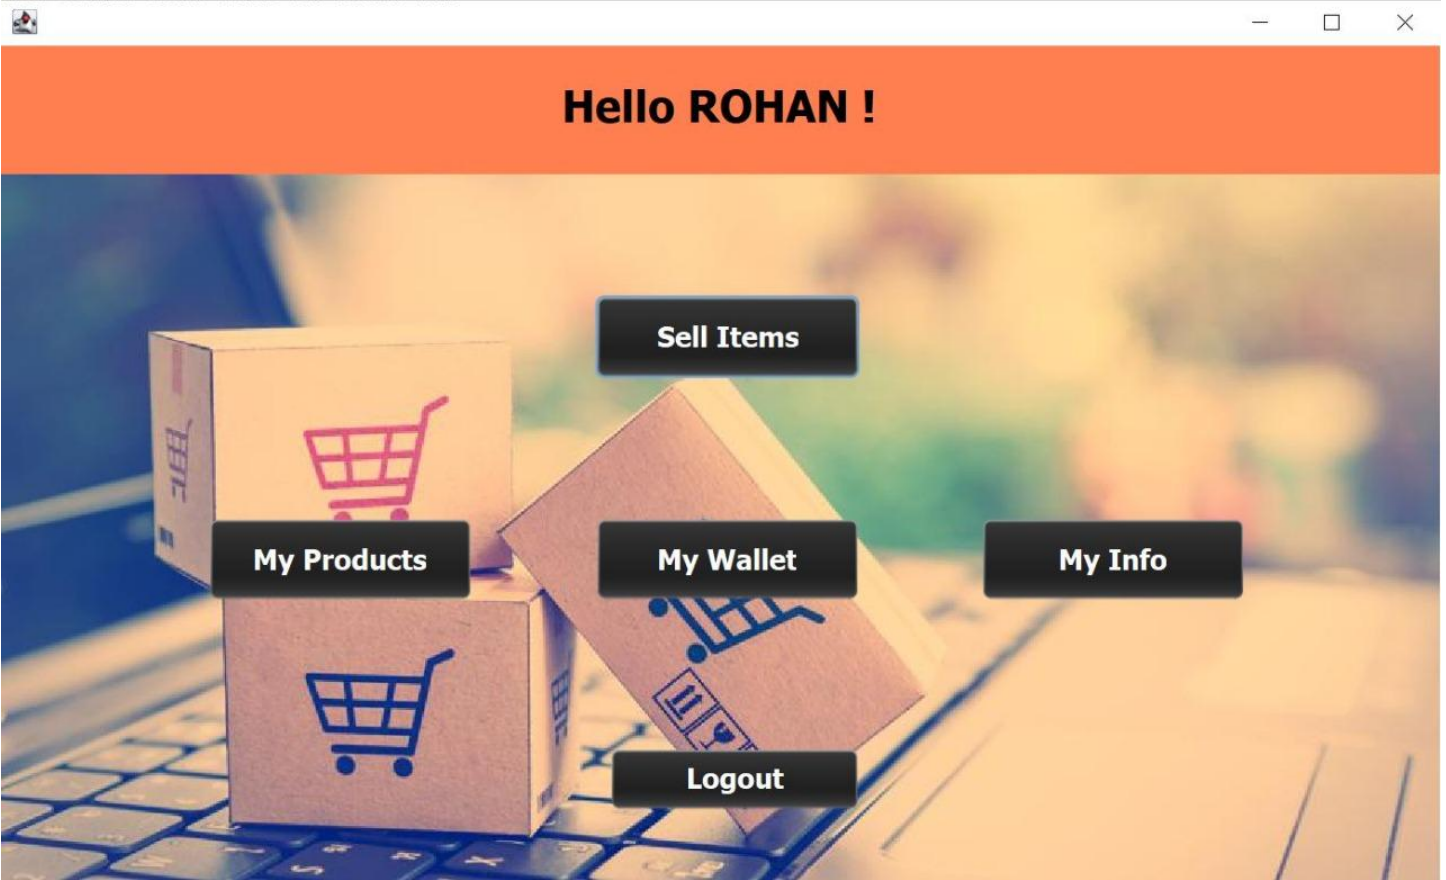 Hello ROHAN !
Sell Items
My Products
My Wallet
My Info
Logout